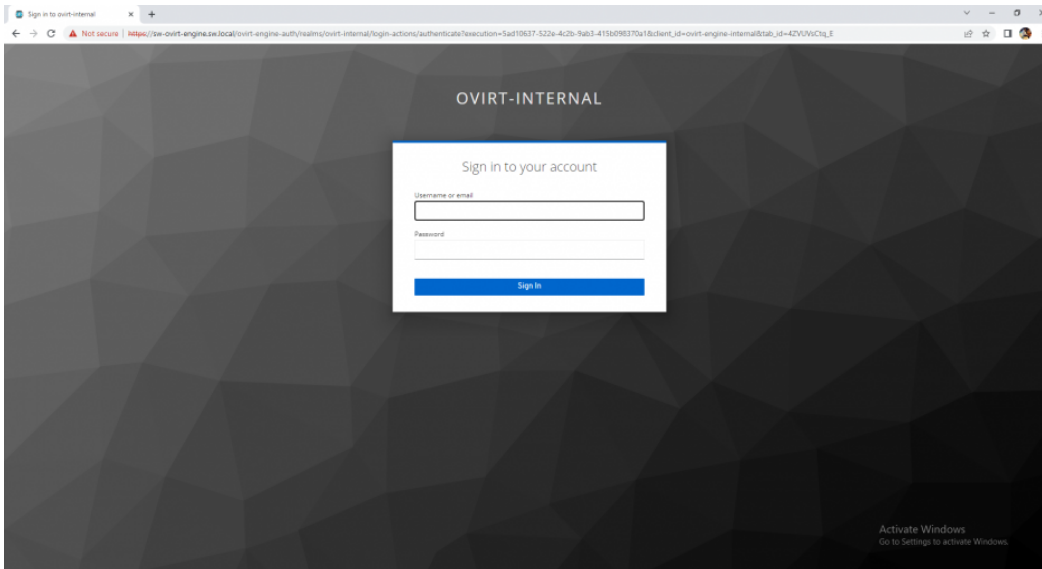 Sign in to ovirt-internal
Not secure | https://sw-ovirt-engine.sw.local/ovirt-engine-auth/realms/ovirt-internal/login-actions/authenticate?execution=5ad10637-522e-4c2b-9ab3-415b098370a1&client_id=ovirt-engine-internal&tab_id=4ZVUVsCtq_E
OVIRT-INTERNAL
Sign in to your account
Username or email
Password
Sign In
Activate Windows
Go to Settings to activate Windows.